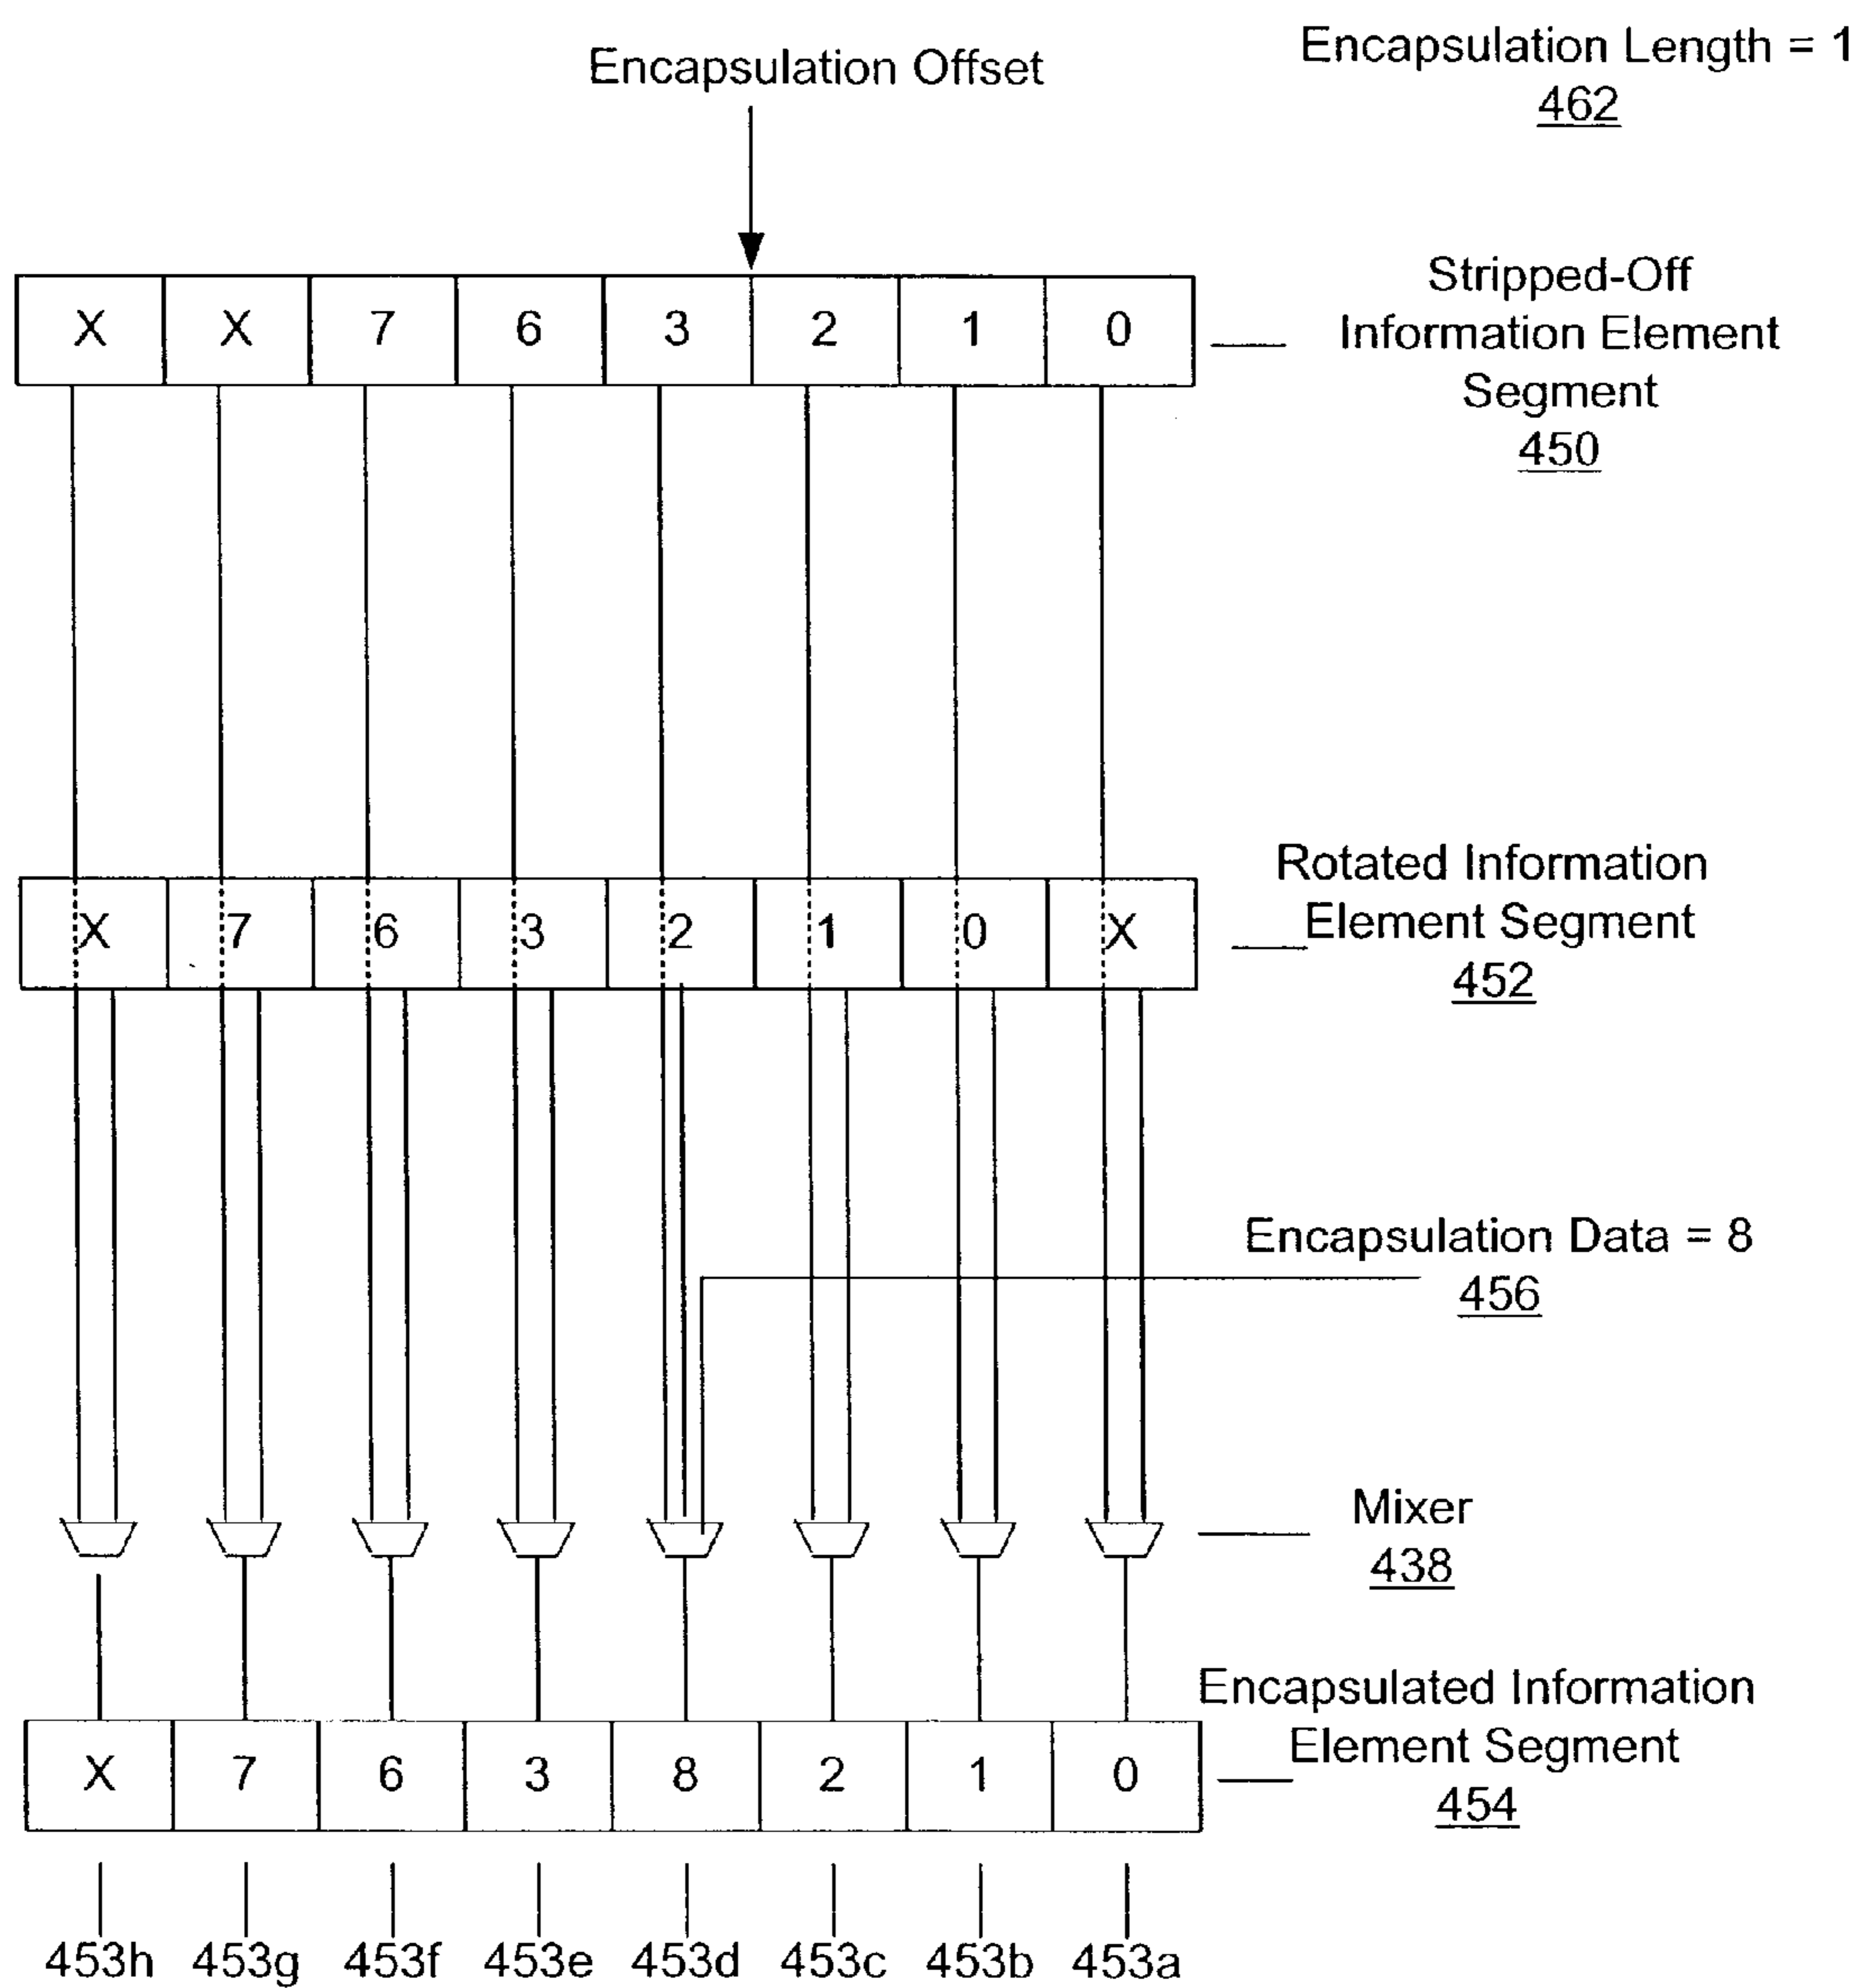 Encapsulation Length = 1
462
Encapsulation Offset
X X 7 6 3 2 1 0
Stripped-Off
Information Element
Segment
450
X 7 6 3 2 1 0 X
Rotated Information
Element Segment
452
Encapsulation Data = 8
456
Mixer
438
X 7 6 3 8 2 1 0
Encapsulated Information
Element Segment
454
453h 453g 453f 453e 453d 453c 453b 453a